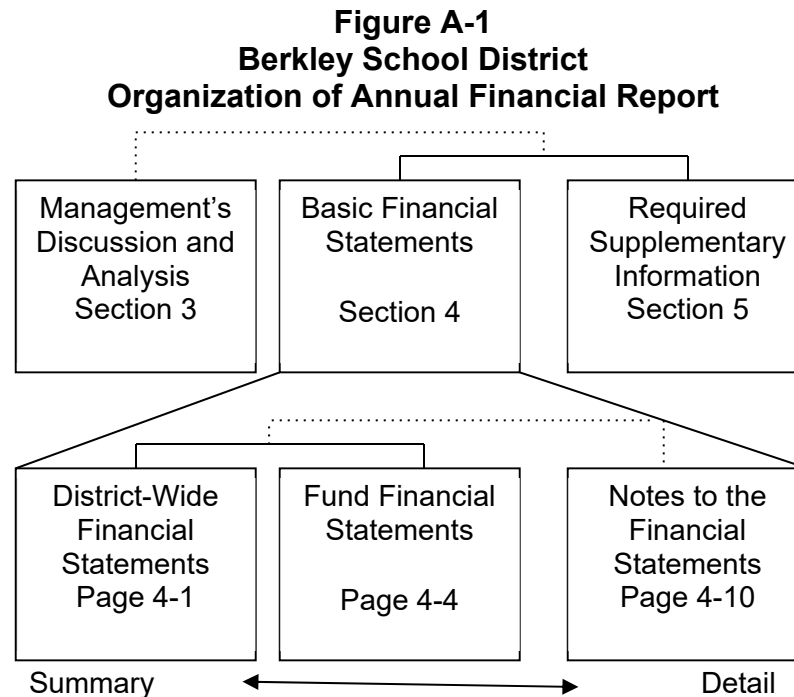 Figure A-1
Berkley School District
Organization of Annual Financial Report
Management’s
Discussion and
Analysis
Section 3
Basic Financial
Statements
Section 4
Required
Supplementary
Information
Section 5
District-Wide
Financial
Statements
Page 4-1
Fund Financial
Statements
Page 4-4
Notes to the
Financial
Statements
Page 4-10
Summary
Detail